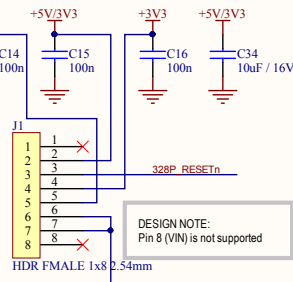 +5V/3V3 +3V3 +5V/3V3
C14 C15 C16 C34
100n 100n 100n 10uF / 16V
J1
1 1
2 2
3 3 328P_RESETn
4 4
5 5
6 6
7 7
8 8
DESIGN NOTE:
Pin 8 (VIN) is not supported
HDR FMALE 1x8 2.54mm